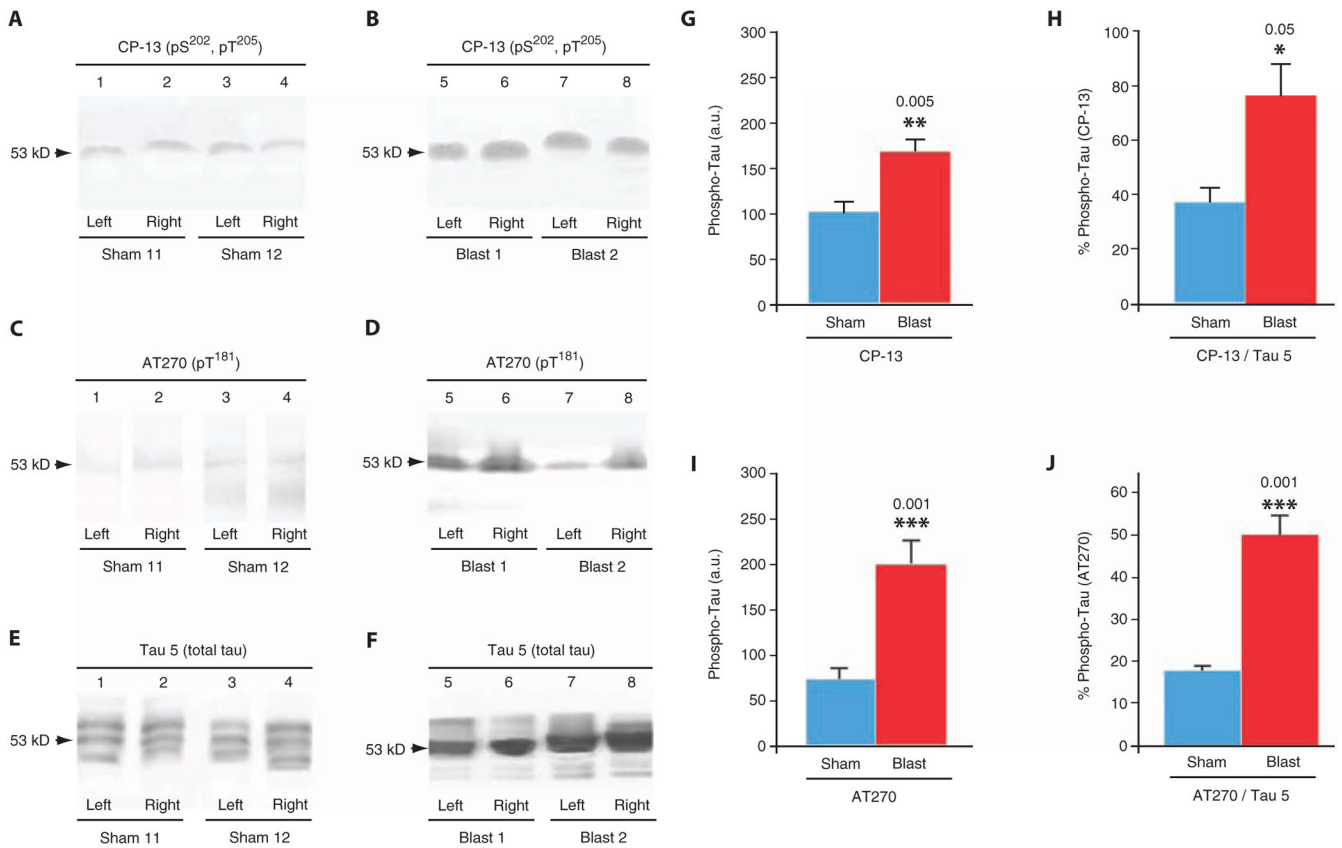 A
CP-13 (pS202, pT205)
1 2 3 4
53 kD
Left Right Left Right
Sham 11 Sham 12
B
CP-13 (pS202, pT205)
5 6 7 8
53 kD
Left Right Left Right
Blast 1 Blast 2
C
AT270 (pT181)
1 2 3 4
53 kD
Left Right Left Right
Sham 11 Sham 12
D
AT270 (pT181)
5 6 7 8
53 kD
Left Right Left Right
Blast 1 Blast 2
E
Tau 5 (total tau)
1 2 3 4
53 kD
Left Right Left Right
Sham 11 Sham 12
F
Tau 5 (total tau)
5 6 7 8
53 kD
Left Right Left Right
Blast 1 Blast 2
G
Phospho-Tau (a.u.)
300
250
200
150
100
50
0
0.005
**
Sham Blast
CP-13
H
% Phospho-Tau (CP-13)
100
80
60
40
20
0
0.05
*
Sham Blast
CP-13 / Tau 5
I
Phospho-Tau (a.u.)
300
250
200
150
100
50
0
0.001
***
Sham Blast
AT270
J
% Phospho-Tau (AT270)
60
50
40
30
20
10
0
0.001
***
Sham Blast
AT270 / Tau 5